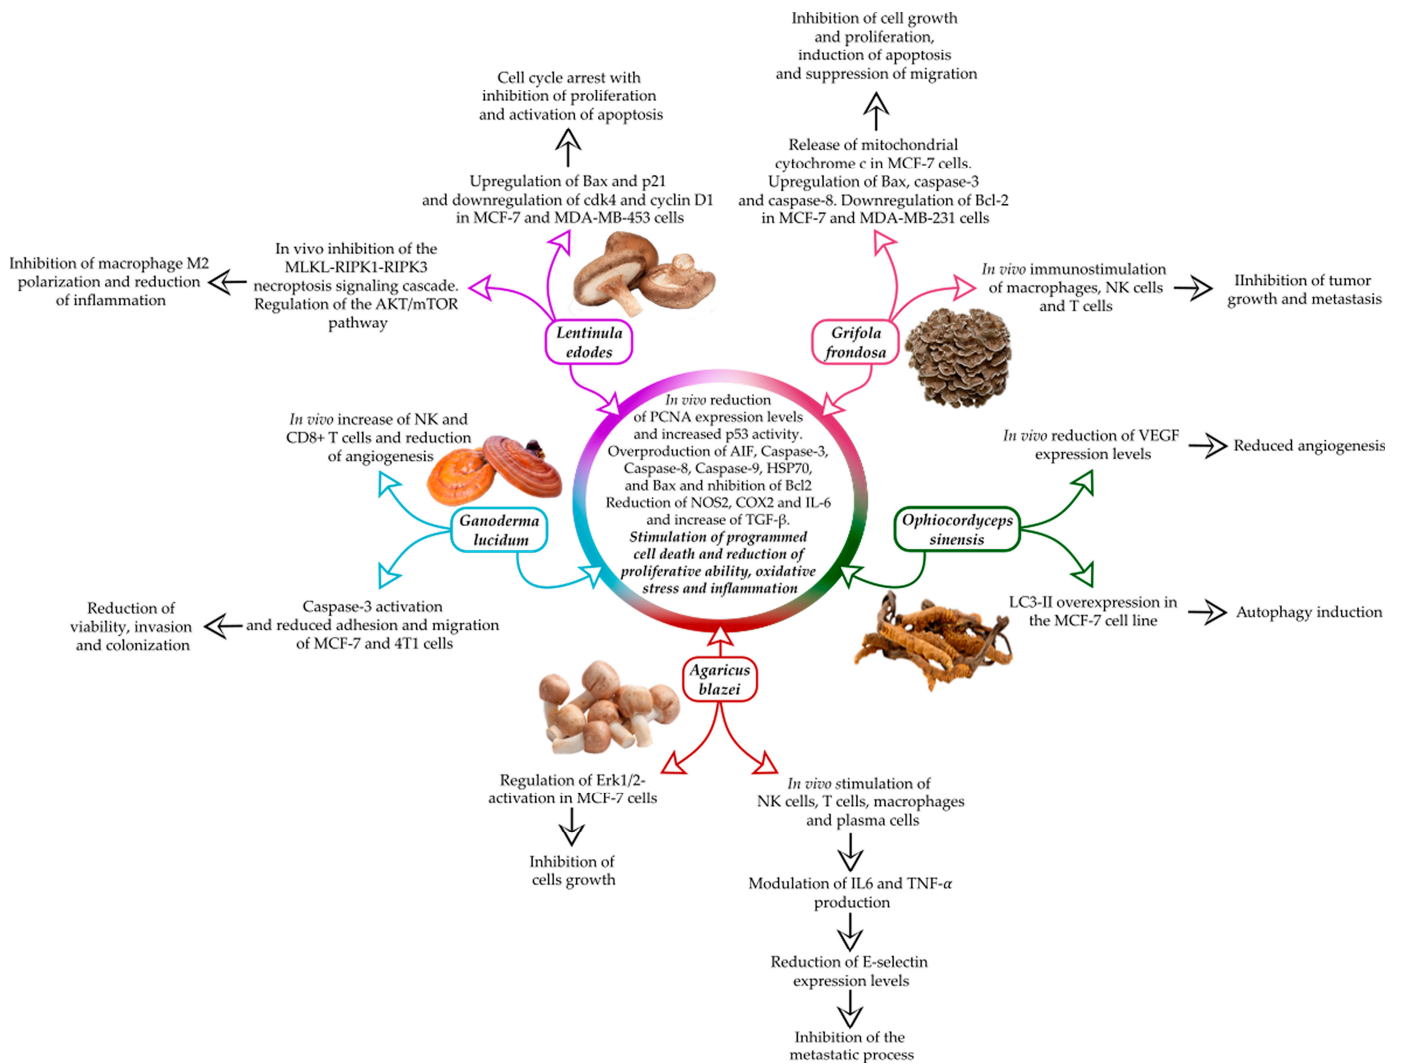 Inhibition of cell growth
and proliferation,
induction of apoptosis
and suppression of migration
Cell cycle arrest with
inhibition of proliferation
and activation of apoptosis
Release of mitochondrial
cytochrome c in MCF-7 cells.
Upregulation of Bax, caspase-3
and caspase-8. Downregulation of Bcl-2
in MCF-7 and MDA-MB-231 cells
Upregulation of Bax and p21
and downregulation of cdk4 and cyclin D1
in MCF-7 and MDA-MB-453 cells
Inhibition of macrophage M2
polarization and reduction
of inflammation
In vivo inhibition of the
MLKL-RIPK1-RIPK3
necroptosis signaling cascade.
Regulation of the AKT/mTOR
pathway
In vivo immunostimulation
of macrophages, NK cells
and T cells
IInhibition of tumor
growth and metastasis
Lentinula
edodes
Grifola
frondosa
In vivo reduction
of PCNA expression levels
and increased p53 activity.
Overproduction of AIF, Caspase-3,
Caspase-8, Caspase-9, HSP70,
and Bax and nhibition of Bcl2
Reduction of NOS2, COX2 and IL-6
and increase of TGF-β.
Stimulation of programmed
cell death and reduction of
proliferative ability, oxidative
stress and inflammation
In vivo increase of NK and
CD8+ T cells and reduction
of angiogenesis
In vivo reduction of VEGF
expression levels
Reduced angiogenesis
Ganoderma
lucidum
Ophiocordyceps
sinensis
Reduction of
viability, invasion
and colonization
Caspase-3 activation
and reduced adhesion and migration
of MCF-7 and 4T1 cells
LC3-II overexpression in
the MCF-7 cell line
Autophagy induction
Agaricus
blazei
Regulation of Erk1/2-
activation in MCF-7 cells
Inhibition of
cells growth
In vivo stimulation of
NK cells, T cells, macrophages
and plasma cells
Modulation of IL6 and TNF-α
production
Reduction of E-selectin
expression levels
Inhibition of the
metastatic process